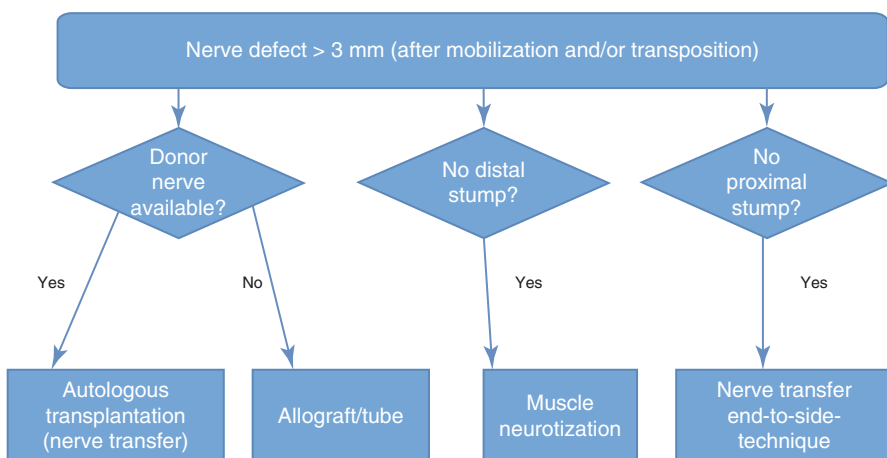 Nerve defect > 3 mm (after mobilization and/or transposition)
Donor
nerve
available?
No distal
stump?
No
proximal
stump?
Yes
No
Yes
Yes
Autologous
transplantation
(nerve transfer)
Allograft/tube
Muscle
neurotization
Nerve transfer
end-to-side-
technique